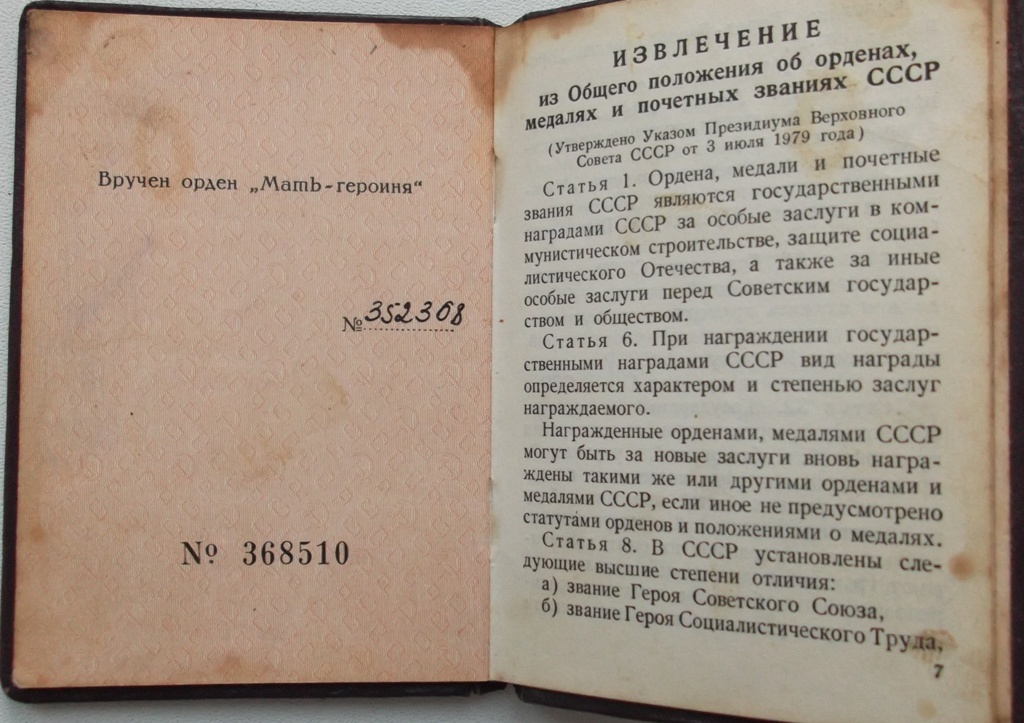 Вручен орден „Мать-героиня“
№ 352368
№ 368510
ИЗВЛЕЧЕНИЕ
из Общего положения об орденах,
медалях и почетных званиях СССР
(Утверждено Указом Президиума Верховного
Совета СССР от 3 июля 1979 года)
Статья 1. Ордена, медали и почетные
звания СССР являются государственными
наградами СССР за особые заслуги в ком-
мунистическом строительстве, защите социа-
листического Отечества, а также за иные
особые заслуги перед Советским государ-
ством и обществом.
Статья 6. При награждении государ-
ственными наградами СССР вид награды
определяется характером и степенью заслуг
награждаемого.
Награжденные орденами, медалями СССР
могут быть за новые заслуги вновь награ-
ждены такими же или другими орденами и
медалями СССР, если иное не предусмотрено
статутами орденов и положениями о медалях.
Статья 8. В СССР установлены сле-
дующие высшие степени отличия:
а) звание Героя Советского Союза,
б) звание Героя Социалистического Труда,
7